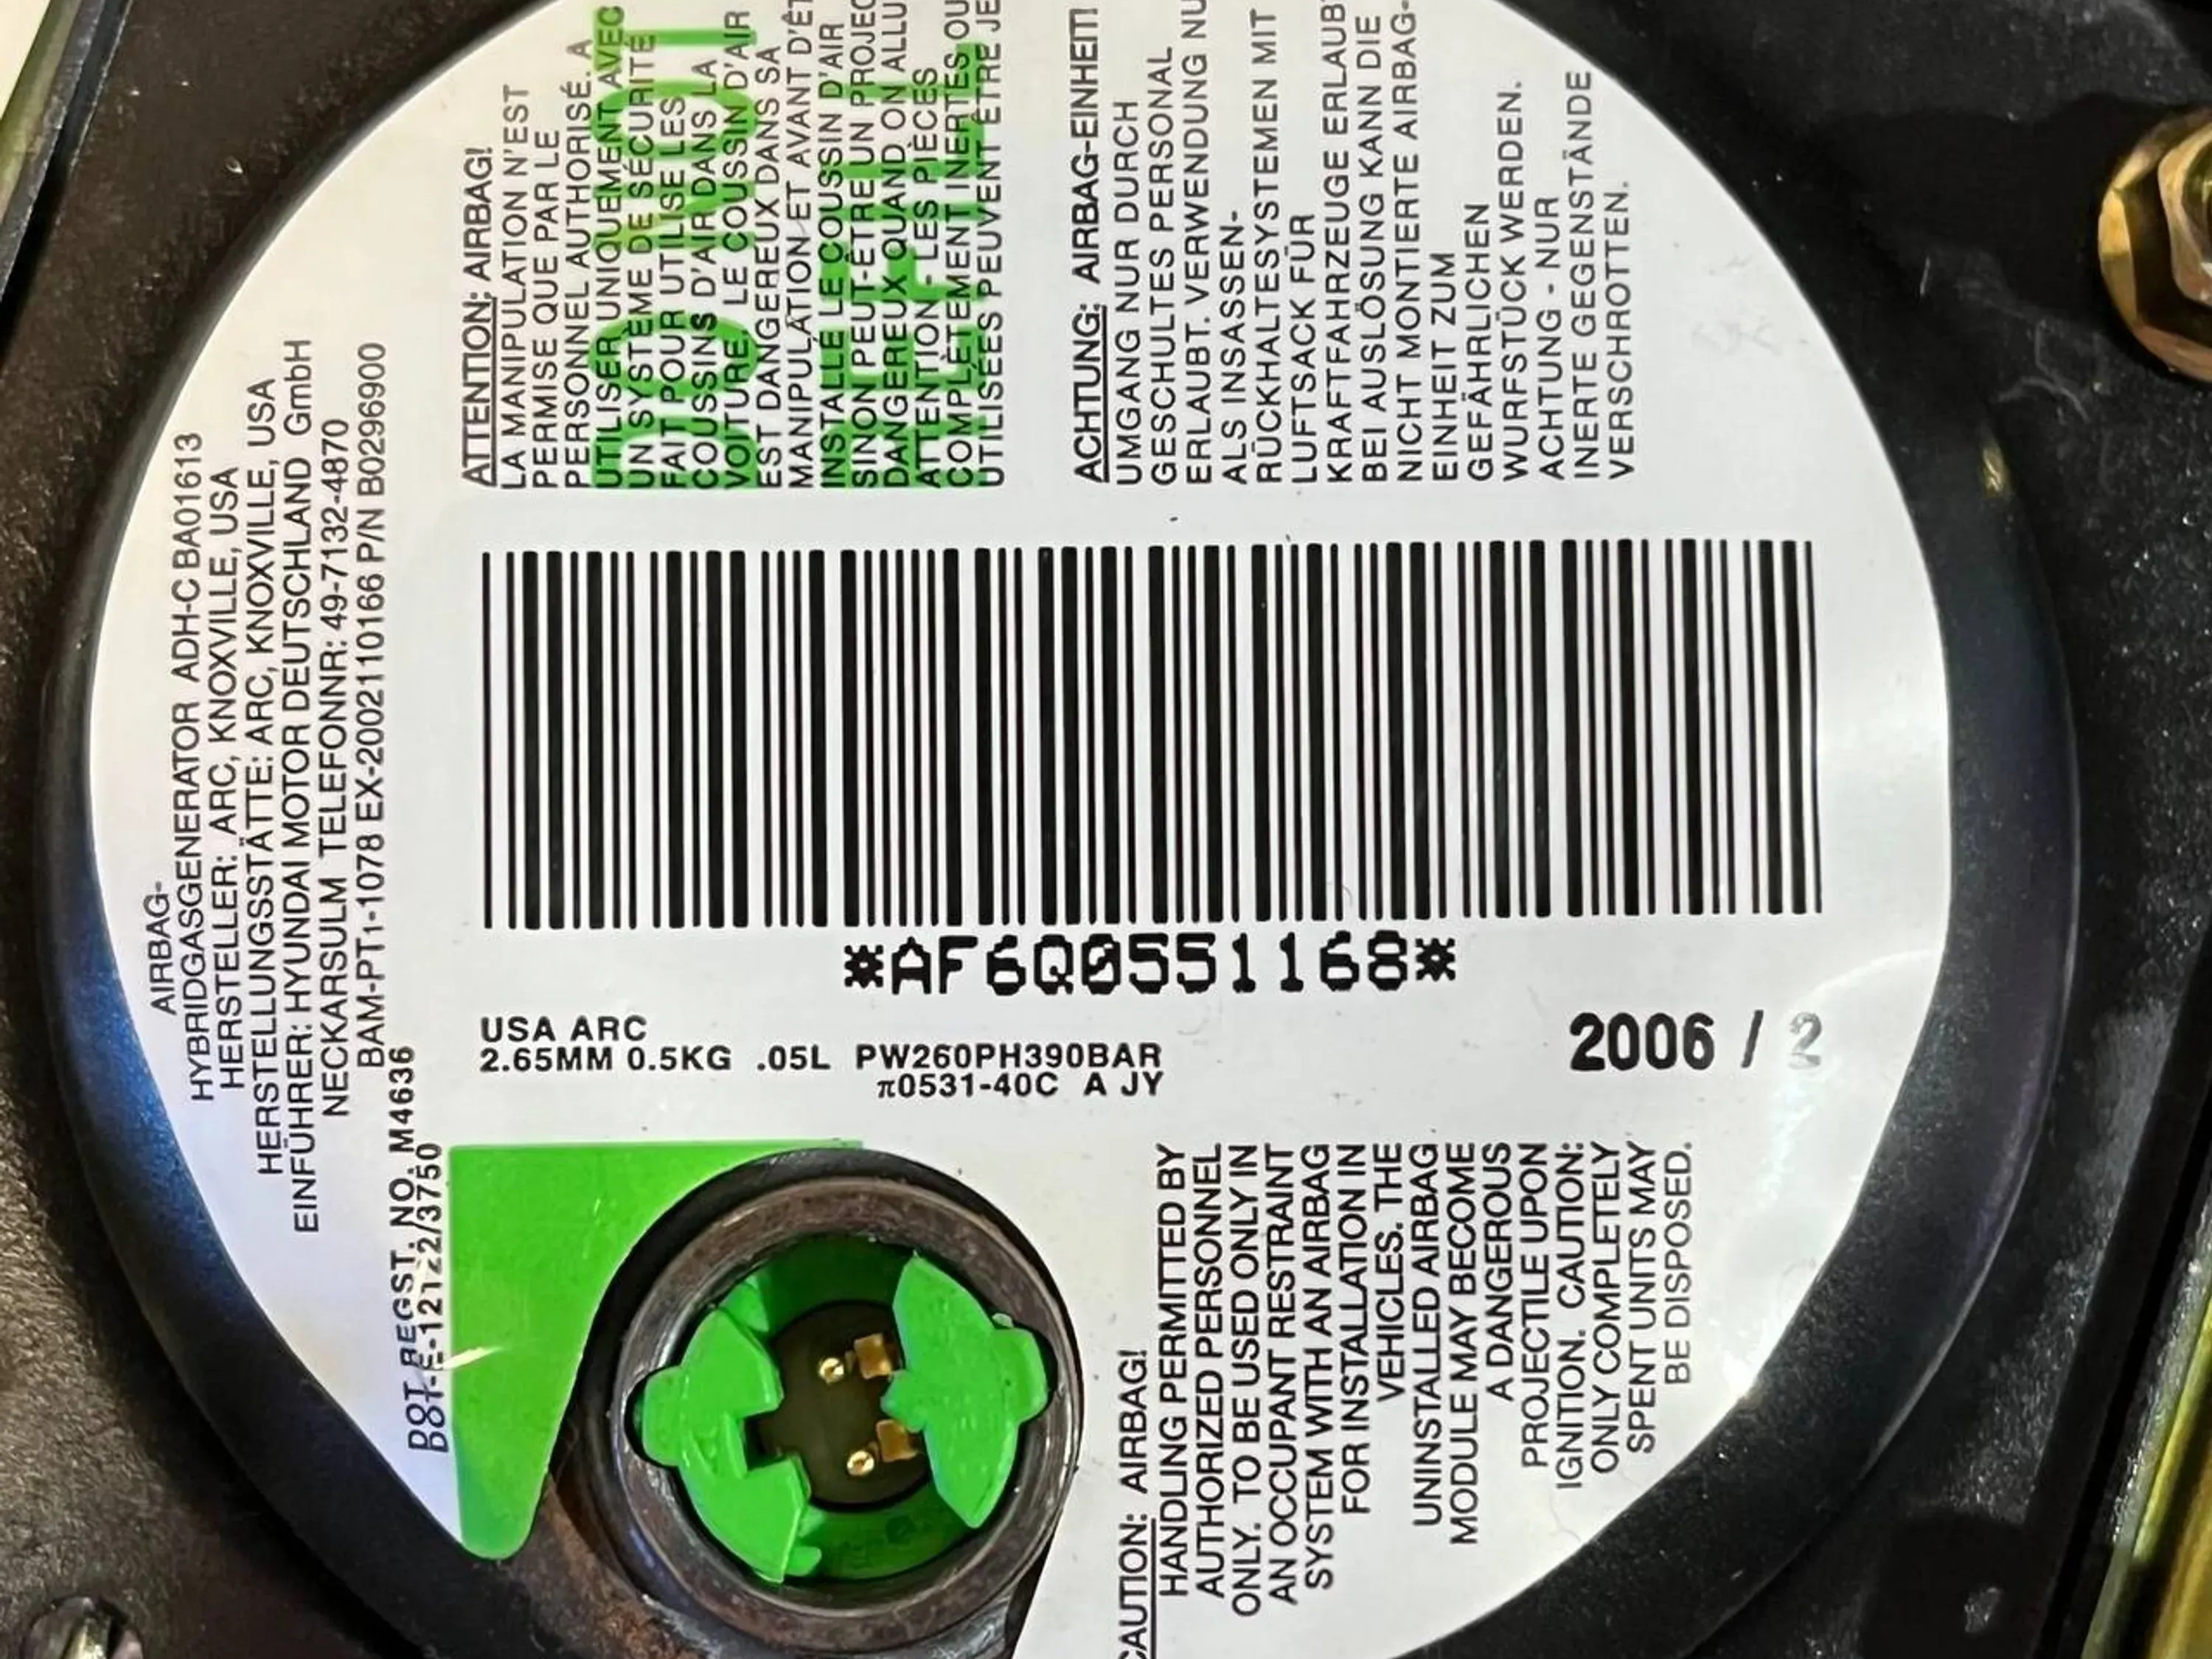 AIRBAG-
HYBRIDGASGENERATOR ADH-C BA01613
HERSTELLER: ARC, KNOXVILLE, USA
HERSTELLUNGSSTÄTTE: ARC, KNOXVILLE, USA
EINFÜHRER: HYUNDAI MOTOR DEUTSCHLAND GmbH
NECKARSULM TELEFONNR: 49-7132-4870
BAM-PT1-1078 EX-2002110166 P/N B0296900
DOT REGST. NO. M4636
DOT-E-12122/3750
ATTENTION: AIRBAG!
LA MANIPULATION N'EST
PERMISE QUE PAR LE
PERSONNEL AUTHORISÉ. A
UTILISER UNIQUEMENT AVEC
UN SYSTÈME DE SÉCURITÉ
FAIT POUR UTILISE LES
COUSSINS D'AIR DANS LA
VOITURE. LE COUSSIN D'AIR
EST DANGEREUX DANS SA
MANIPULATION ET AVANT D'ÊT
INSTALLÉ LE COUSSIN D'AIR
SINON PEUT-ÊTRE UN PROJEC
DANGEREUX QUAND ON ALLU
ATTENTION - LES PIÈCES
COMPLÈTEMENT INERTES OU
UTILISÉES PEUVENT ÊTRE JE
DO NOT
REFILL
ACHTUNG: AIRBAG-EINHEIT!
UMGANG NUR DURCH
GESCHULTES PERSONAL
ERLAUBT. VERWENDUNG NU
ALS INSASSEN-
RÜCKHALTESYSTEMEN MIT
LUFTSACK FÜR
KRAFTFAHRZEUGE ERLAUB
BEI AUSLÖSUNG KANN DIE
NICHT MONTIERTE AIRBAG-
EINHEIT ZUM
GEFÄHRLICHEN
WURFSTÜCK WERDEN.
ACHTUNG - NUR
INERTE GEGENSTÄNDE
VERSCHROTTEN.
*AF6Q0551168*
USA ARC
2.65MM 0.5KG .05L PW260PH390BAR
π0531-40C A JY
2006 / 2
CAUTION: AIRBAG!
HANDLING PERMITTED BY
AUTHORIZED PERSONNEL
ONLY. TO BE USED ONLY IN
AN OCCUPANT RESTRAINT
SYSTEM WITH AN AIRBAG
FOR INSTALLATION IN
VEHICLES. THE
UNINSTALLED AIRBAG
MODULE MAY BECOME
A DANGEROUS
PROJECTILE UPON
IGNITION. CAUTION:
ONLY COMPLETELY
SPENT UNITS MAY
BE DISPOSED.